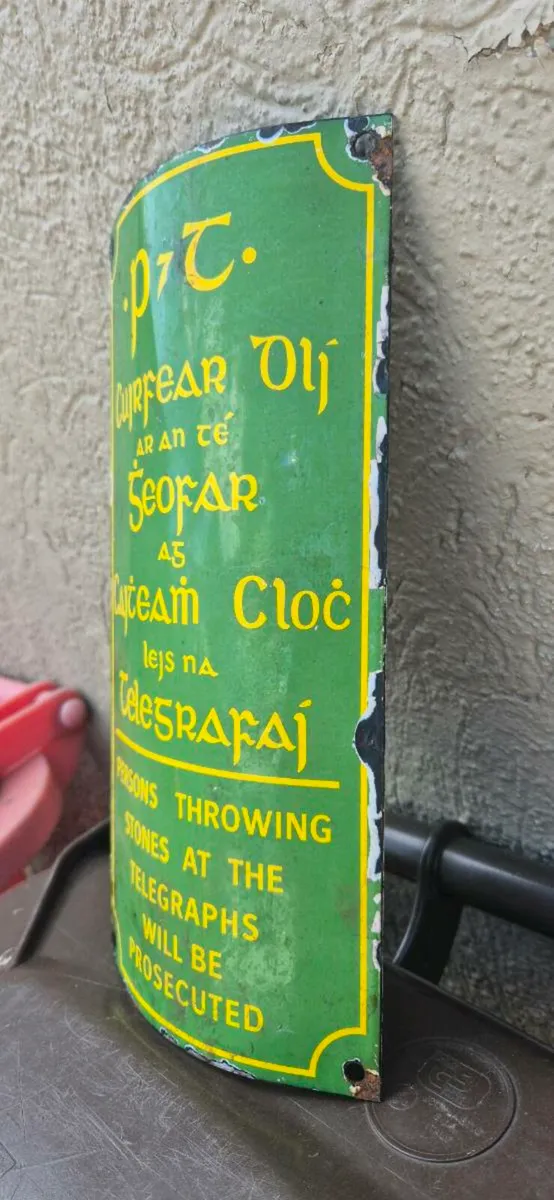 .p⁊T.
Cuirfear Dlí
ar an té
ġeofar
ag
Caiṫeaṁ Cloċ
leis na
Telegrafaí
PERSONS THROWING
STONES AT THE
TELEGRAPHS
WILL BE
PROSECUTED